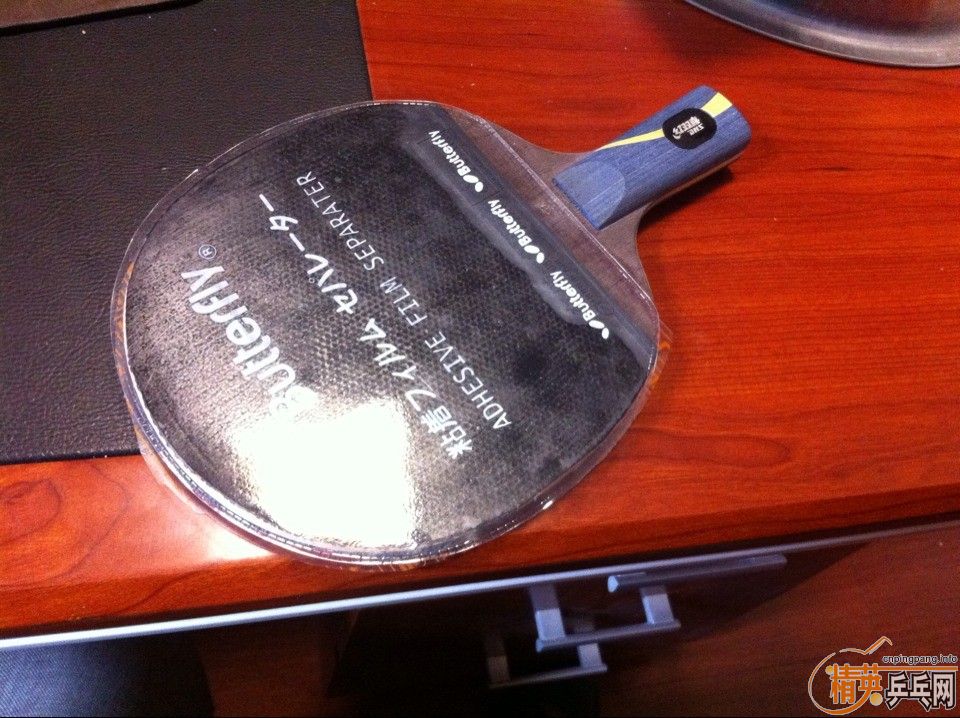 Butterfly®
粘着フィルム セパレーター
ADHESIVE FILM SEPARATER
Butterfly
Butterfly
Butterfly
cnpingpang.info
精英乒乓网